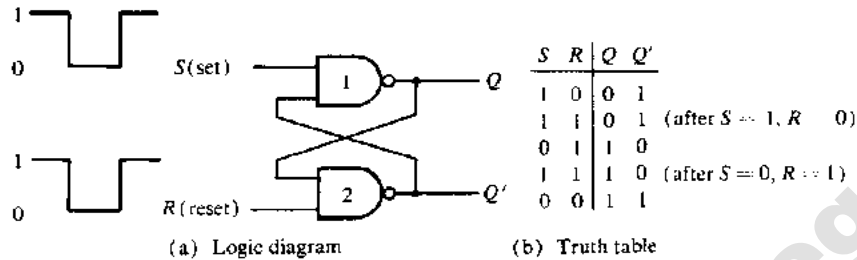 1
0
S(set)
1
Q
1
0
R(reset)
2
Q'
(a) Logic diagram
S R Q Q'
1 0 0 1
1 1 0 1 (after S = 1, R 0)
0 1 1 0
1 1 1 0 (after S = 0, R = 1)
0 0 1 1
(b) Truth table